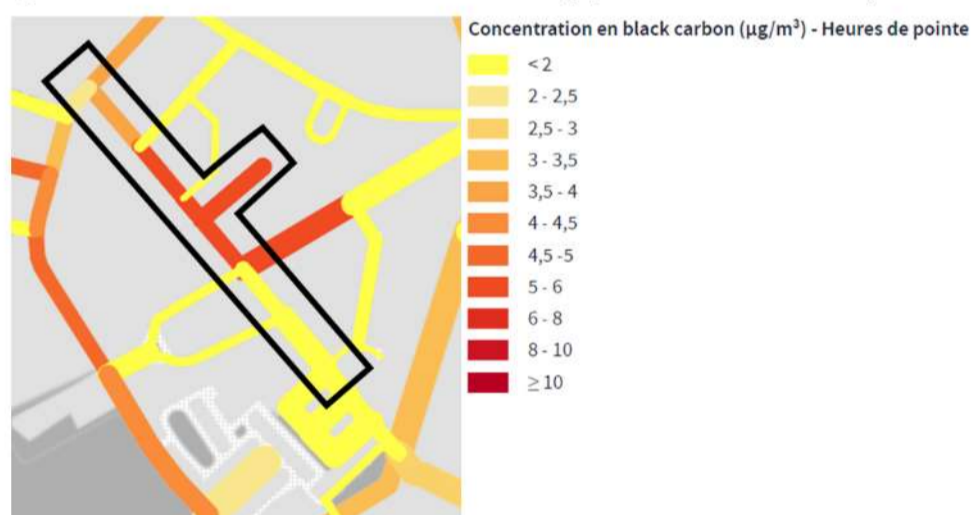 Concentration en black carbon (µg/m³) - Heures de pointe
< 2
2 - 2,5
2,5 - 3
3 - 3,5
3,5 - 4
4 - 4,5
4,5 -5
5 - 6
6 - 8
8 - 10
≥ 10